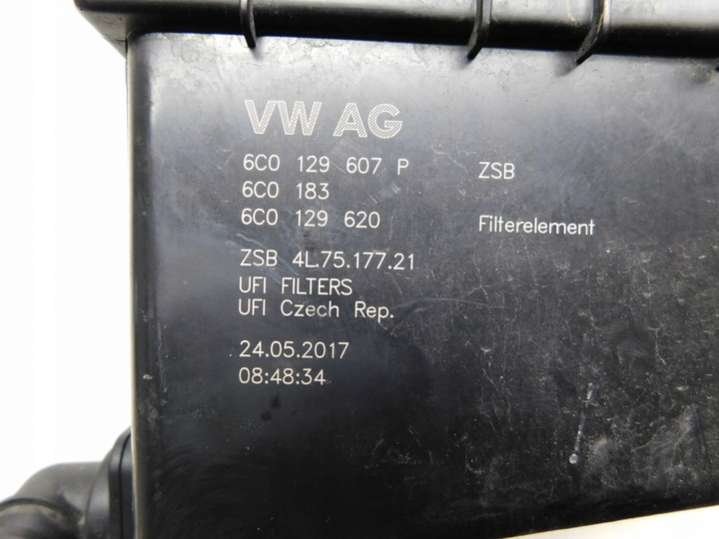 VW AG
6C0 129 607 P ZSB
6C0 183
6C0 129 620 Filterelement
ZSB 4L.75.177.21
UFI FILTERS
UFI Czech Rep.
24.05.2017
08:48:34